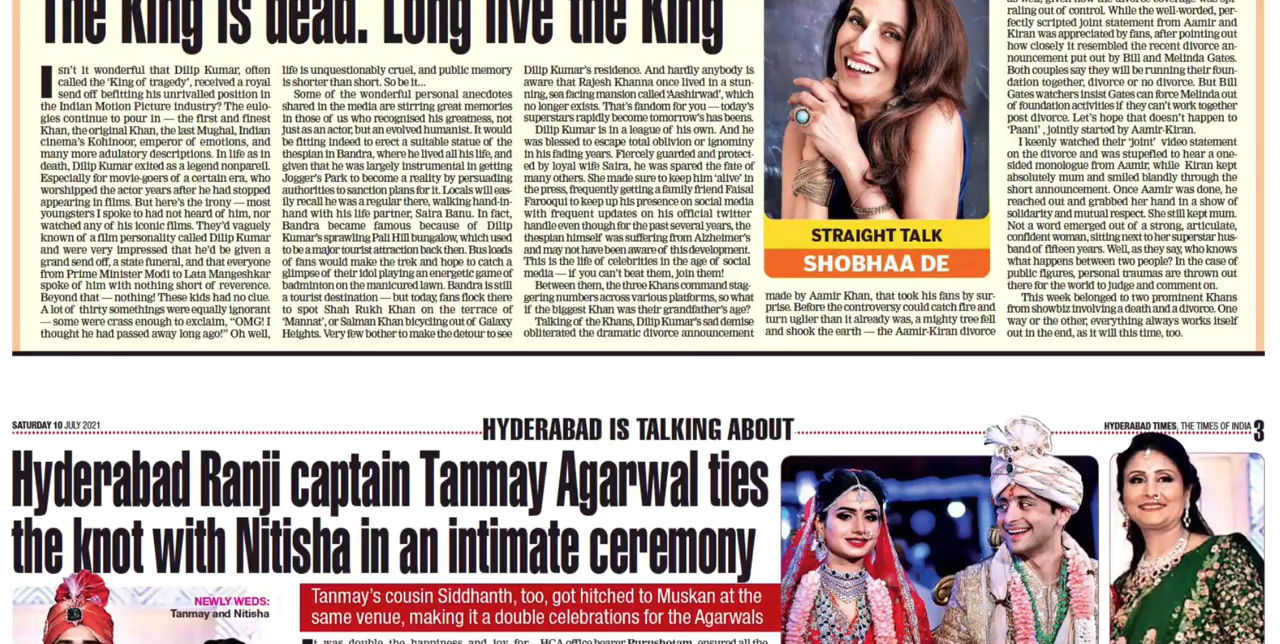 The King is dead. Long live the King
Isn't it wonderful that Dilip Kumar, often
called the 'King of tragedy', received a royal
send off befitting his unrivalled position in
the Indian Motion Picture industry? The eulo-
gies continue to pour in — the first and finest
Khan, the original Khan, the last Mughal, Indian
cinema's Kohinoor, emperor of emotions, and
many more adulatory descriptions. In life as in
death, Dilip Kumar exited as a legend nonpareil.
Especially for movie-goers of a certain era, who
worshipped the actor years after he had stopped
appearing in films. But here's the irony — most
youngsters I spoke to had not heard of him, nor
watched any of his iconic films. They'd vaguely
known of a film personality called Dilip Kumar
and were very impressed that he'd be given a
grand send off, a state funeral, and that everyone
from Prime Minister Modi to Lata Mangeshkar
spoke of him with nothing short of reverence.
Beyond that — nothing! These kids had no clue.
A lot of thirty somethings were equally ignorant
— some were crass enough to exclaim, "OMG! I
thought he had passed away long ago!" Oh well,
life is unquestionably cruel, and public memory
is shorter than short. So be it...
Some of the wonderful personal anecdotes
shared in the media are stirring great memories
in those of us who recognised his greatness, not
just as an actor, but an evolved humanist. It would
be fitting indeed to erect a suitable statue of the
thespian in Bandra, where he lived all his life, and
given that he was largely instrumental in getting
Jogger's Park to become a reality by persuading
authorities to sanction plans for it. Locals will eas-
ily recall he was a regular there, walking hand-in-
hand with his life partner, Saira Banu. In fact,
Bandra became famous because of Dilip
Kumar's sprawling Pali Hill bungalow, which used
to be a major tourist attraction back then. Bus loads
of fans would make the trek and hope to catch a
glimpse of their idol playing an energetic game of
badminton on the manicured lawn. Bandra is still
a tourist destination — but today, fans flock there
to spot Shah Rukh Khan on the terrace of
'Mannat', or Salman Khan bicycling out of Galaxy
Heights. Very few bother to make the detour to see
Dilip Kumar's residence. And hardly anybody is
aware that Rajesh Khanna once lived in a stun-
ning, sea facing mansion called 'Aashirwad', which
no longer exists. That's fandom for you — today's
superstars rapidly become tomorrow's has beens.
Dilip Kumar is in a league of his own. And he
was blessed to escape total oblivion or ignominy
in his fading years. Fiercely guarded and protect-
ed by loyal wife Saira, he was spared the fate of
many others. She made sure to keep him 'alive' in
the press, frequently getting a family friend Faisal
Farooqui to keep up his presence on social media
with frequent updates on his official twitter
handle even though for the past several years, the
thespian himself was suffering from Alzheimer's
and may not have been aware of this development.
This is the life of celebrities in the age of social
media — if you can't beat them, join them!
Between them, the three Khans command stag-
gering numbers across various platforms, so what
if the biggest Khan was their grandfather's age?
Talking of the Khans, Dilip Kumar's sad demise
obliterated the dramatic divorce announcement
STRAIGHT TALK
SHOBHAA DE
made by Aamir Khan, that took his fans by sur-
prise. Before the controversy could catch fire and
turn uglier than it already was, a mighty tree fell
and shook the earth — the Aamir-Kiran divorce
raling out of control. While the well-worded, per-
fectly scripted joint statement from Aamir and
Kiran was appreciated by fans, after pointing out
how closely it resembled the recent divorce an-
nouncement put out by Bill and Melinda Gates.
Both couples say they will be running their foun-
dation together, divorce or no divorce. But Bill
Gates watchers insist Gates can force Melinda out
of foundation activities if they can't work together
post divorce. Let's hope that doesn't happen to
'Paani' , jointly started by Aamir-Kiran.
I keenly watched their 'joint' video statement
on the divorce and was stupefied to hear a one-
sided monologue from Aamir, while Kiran kept
absolutely mum and smiled blandly through the
short announcement. Once Aamir was done, he
reached out and grabbed her hand in a show of
solidarity and mutual respect. She still kept mum.
Not a word emerged out of a strong, articulate,
confident woman, sitting next to her superstar hus-
band of fifteen years. Well, as they say, who knows
what happens between two people? In the case of
public figures, personal traumas are thrown out
there for the world to judge and comment on.
This week belonged to two prominent Khans
from showbiz involving a death and a divorce. One
way or the other, everything always works itself
out in the end, as it will this time, too.
SATURDAY 10 JULY 2021
HYDERABAD IS TALKING ABOUT
HYDERABAD TIMES, THE TIMES OF INDIA 3
Hyderabad Ranji captain Tanmay Agarwal ties
the knot with Nitisha in an intimate ceremony
NEWLY WEDS:
Tanmay and Nitisha
Tanmay's cousin Siddhanth, too, got hitched to Muskan at the
same venue, making it a double celebrations for the Agarwals
It was double the happiness and joy for
HCA office bearer Purushotam, ensured all the